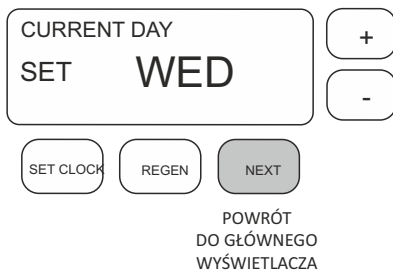 CURRENT DAY
SET WED
+
-
SET CLOCK REGEN NEXT
POWRÓT
DO GŁÓWNEGO
WYŚWIETLACZA